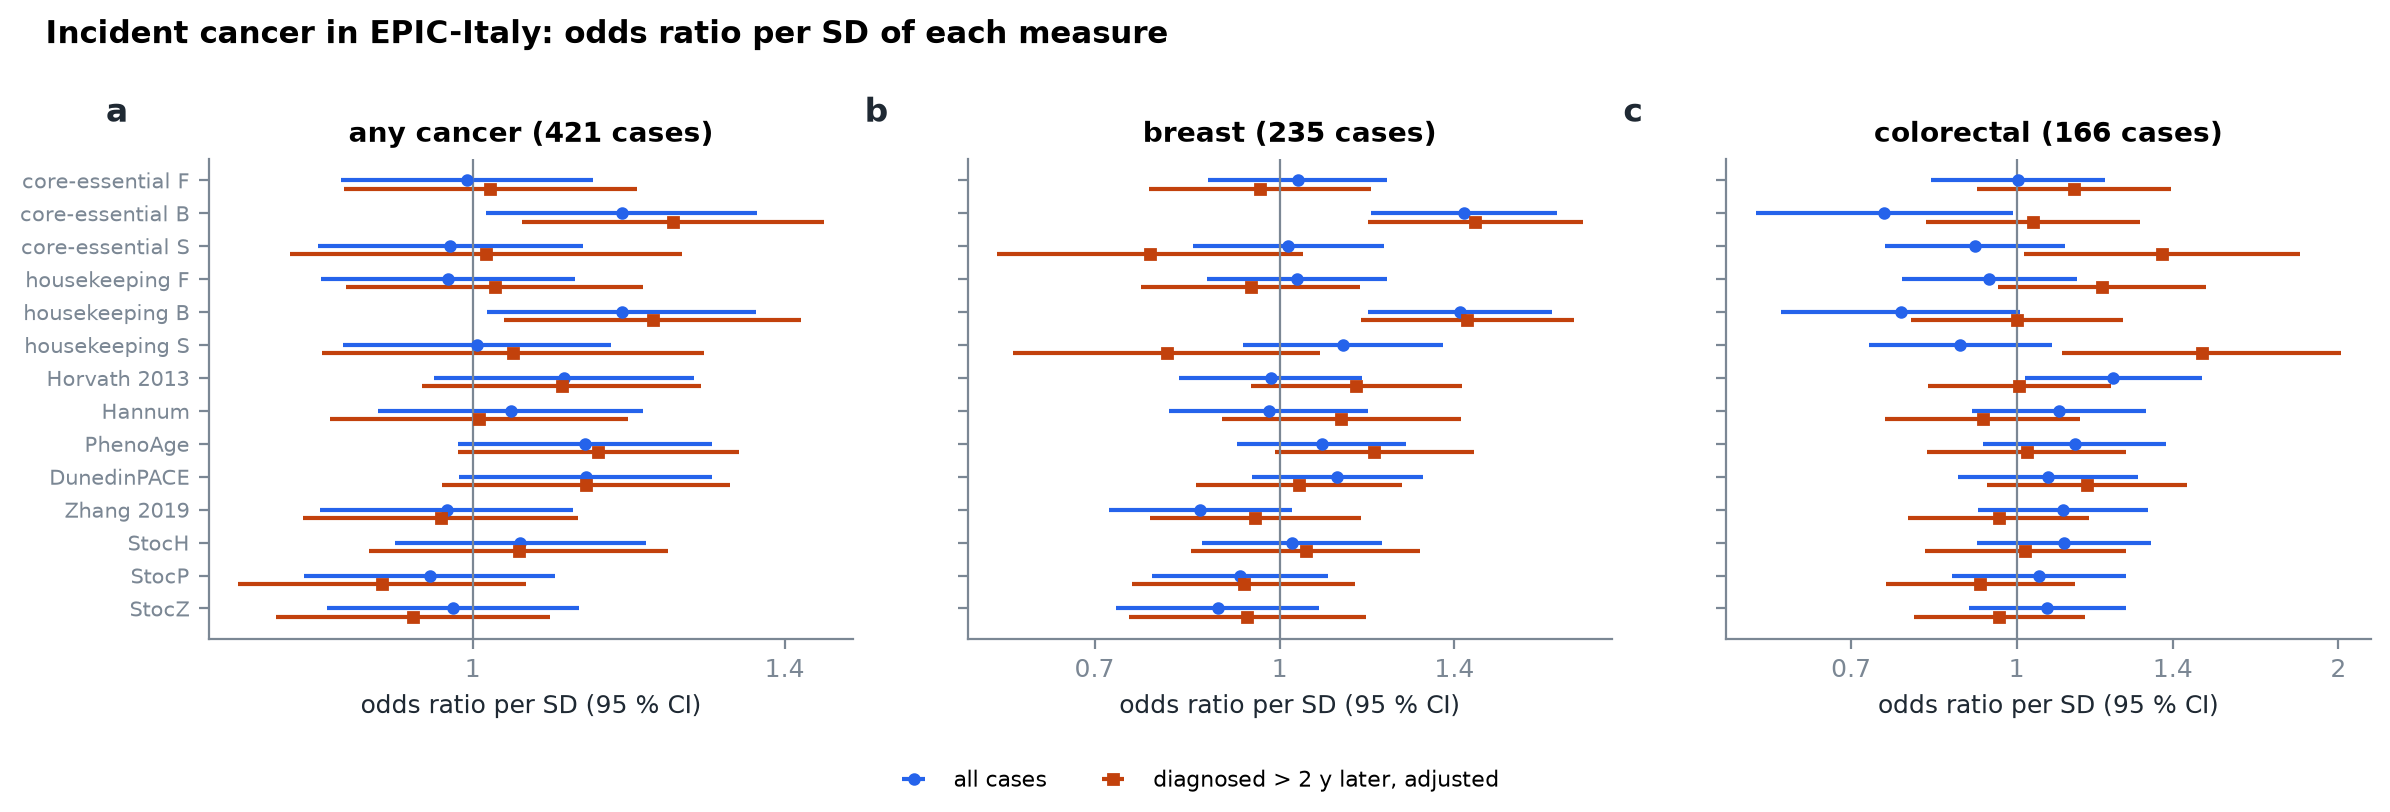 Incident cancer in EPIC-Italy: odds ratio per SD of each measure
a
any cancer (421 cases)
core-essential F
core-essential B
core-essential S
housekeeping F
housekeeping B
housekeeping S
Horvath 2013
Hannum
PhenoAge
DunedinPACE
Zhang 2019
StocH
StocP
StocZ
1
1.4
odds ratio per SD (95 % CI)
b
breast (235 cases)
0.7
1
1.4
odds ratio per SD (95 % CI)
c
colorectal (166 cases)
0.7
1
1.4
2
odds ratio per SD (95 % CI)
all cases
diagnosed > 2 y later, adjusted